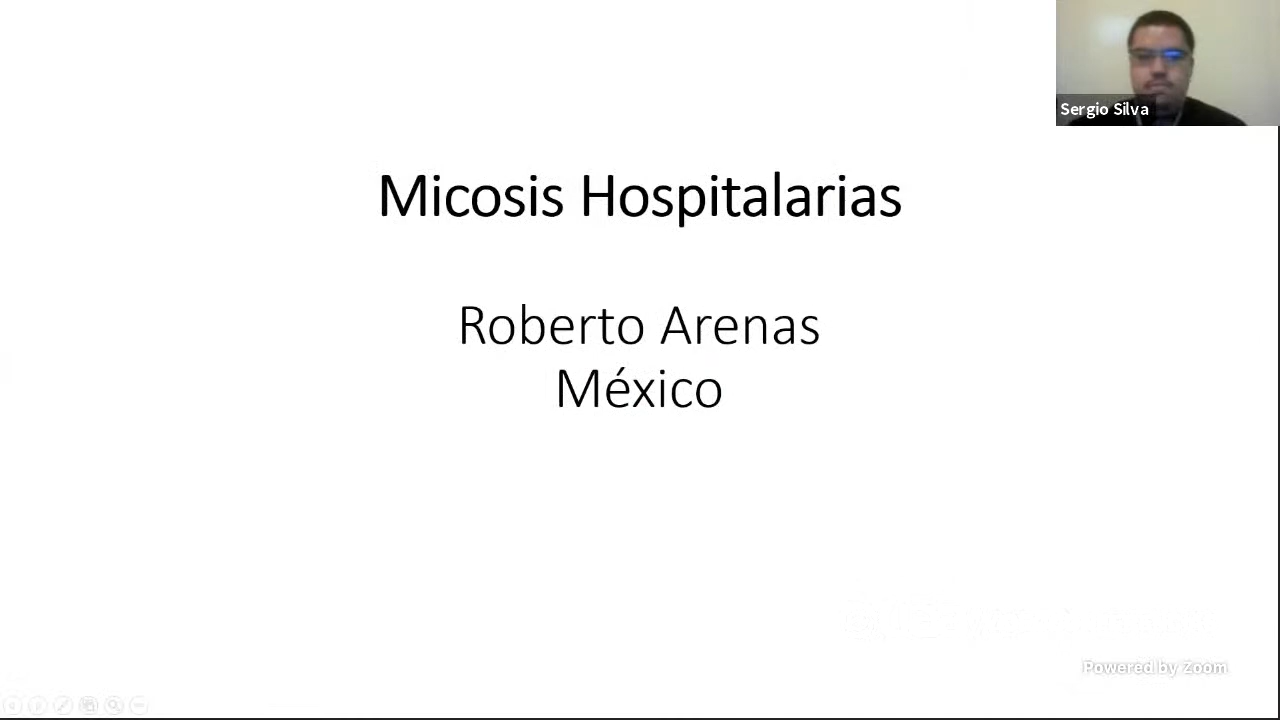 Sergio Silva
Micosis Hospitalarias
Roberto Arenas
México
Powered by Zoom